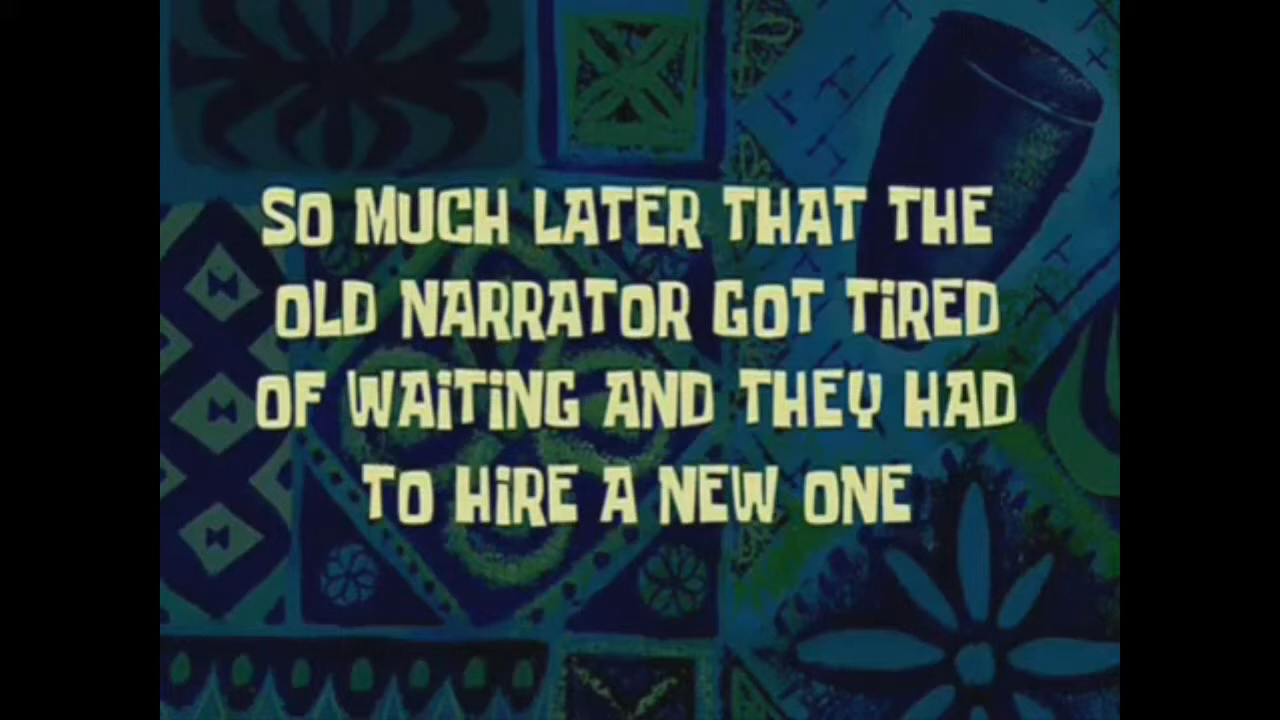 SO MUCH LATER THAT THE
OLD NARRATOR GOT TIRED
OF WAITING AND THEY HAD
TO HIRE A NEW ONE